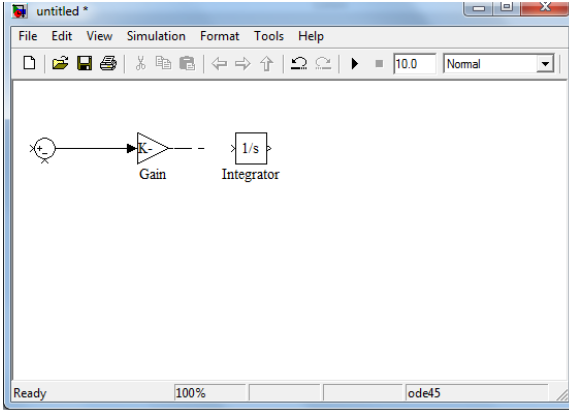 untitled *
File Edit View Simulation Format Tools Help
10.0 Normal
+ -
K-
1/s
Gain Integrator
Ready 100% ode45